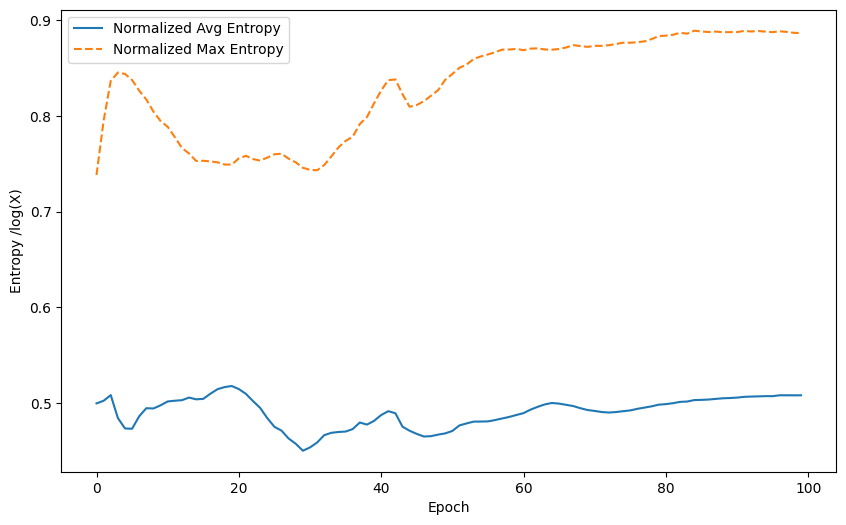 Normalized Avg Entropy
Normalized Max Entropy
0.9
0.8
0.7
0.6
0.5
Entropy /log(X)
0 20 40 60 80 100
Epoch